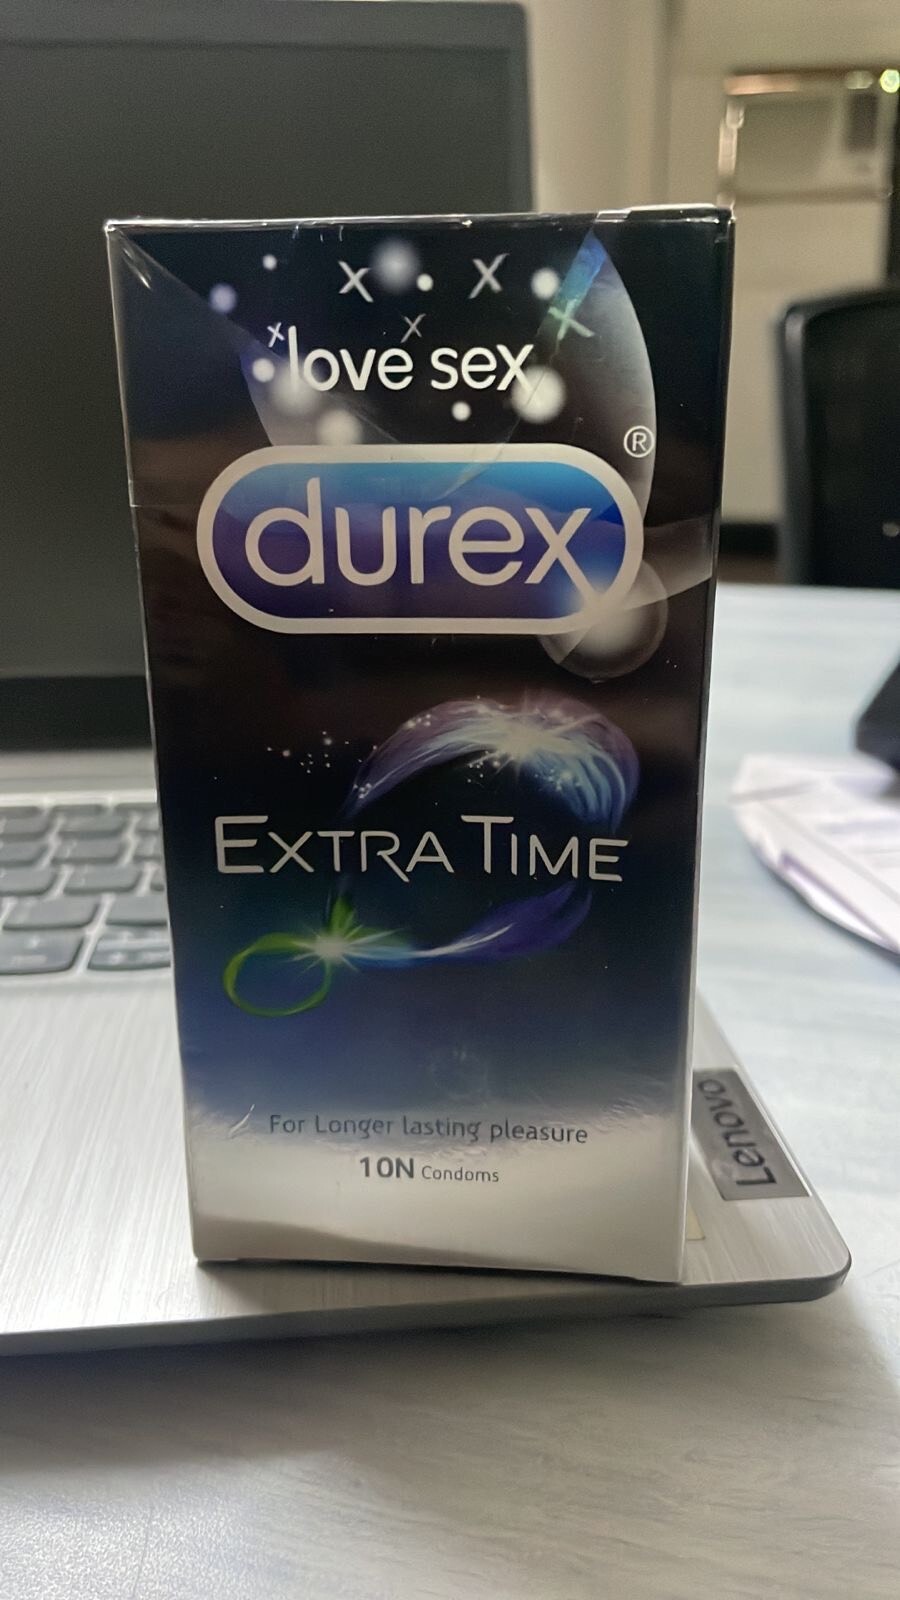 love sex
durex®
EXTRA TIME
For Longer lasting pleasure
10N Condoms
Lenovo